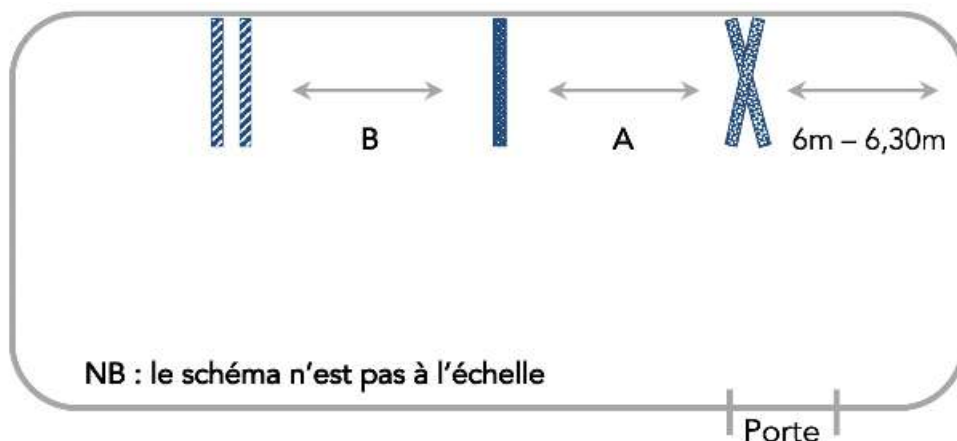 B
A
6m – 6,30m
NB : le schéma n'est pas à l'échelle
Porte